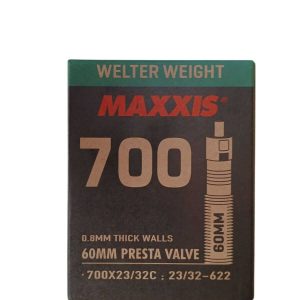 WELTER WEIGHT
MAXXIS®
700
0.8MM THICK WALLS
60MM PRESTA VALVE
60MM
· 700X23/32C ; 23/32-622